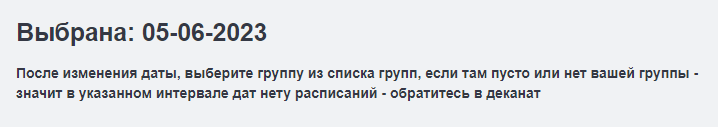 Выбрана: 05-06-2023
После изменения даты, выберите группу из списка групп, если там пусто или нет вашей группы -
значит в указанном интервале дат нету расписаний - обратитесь в деканат